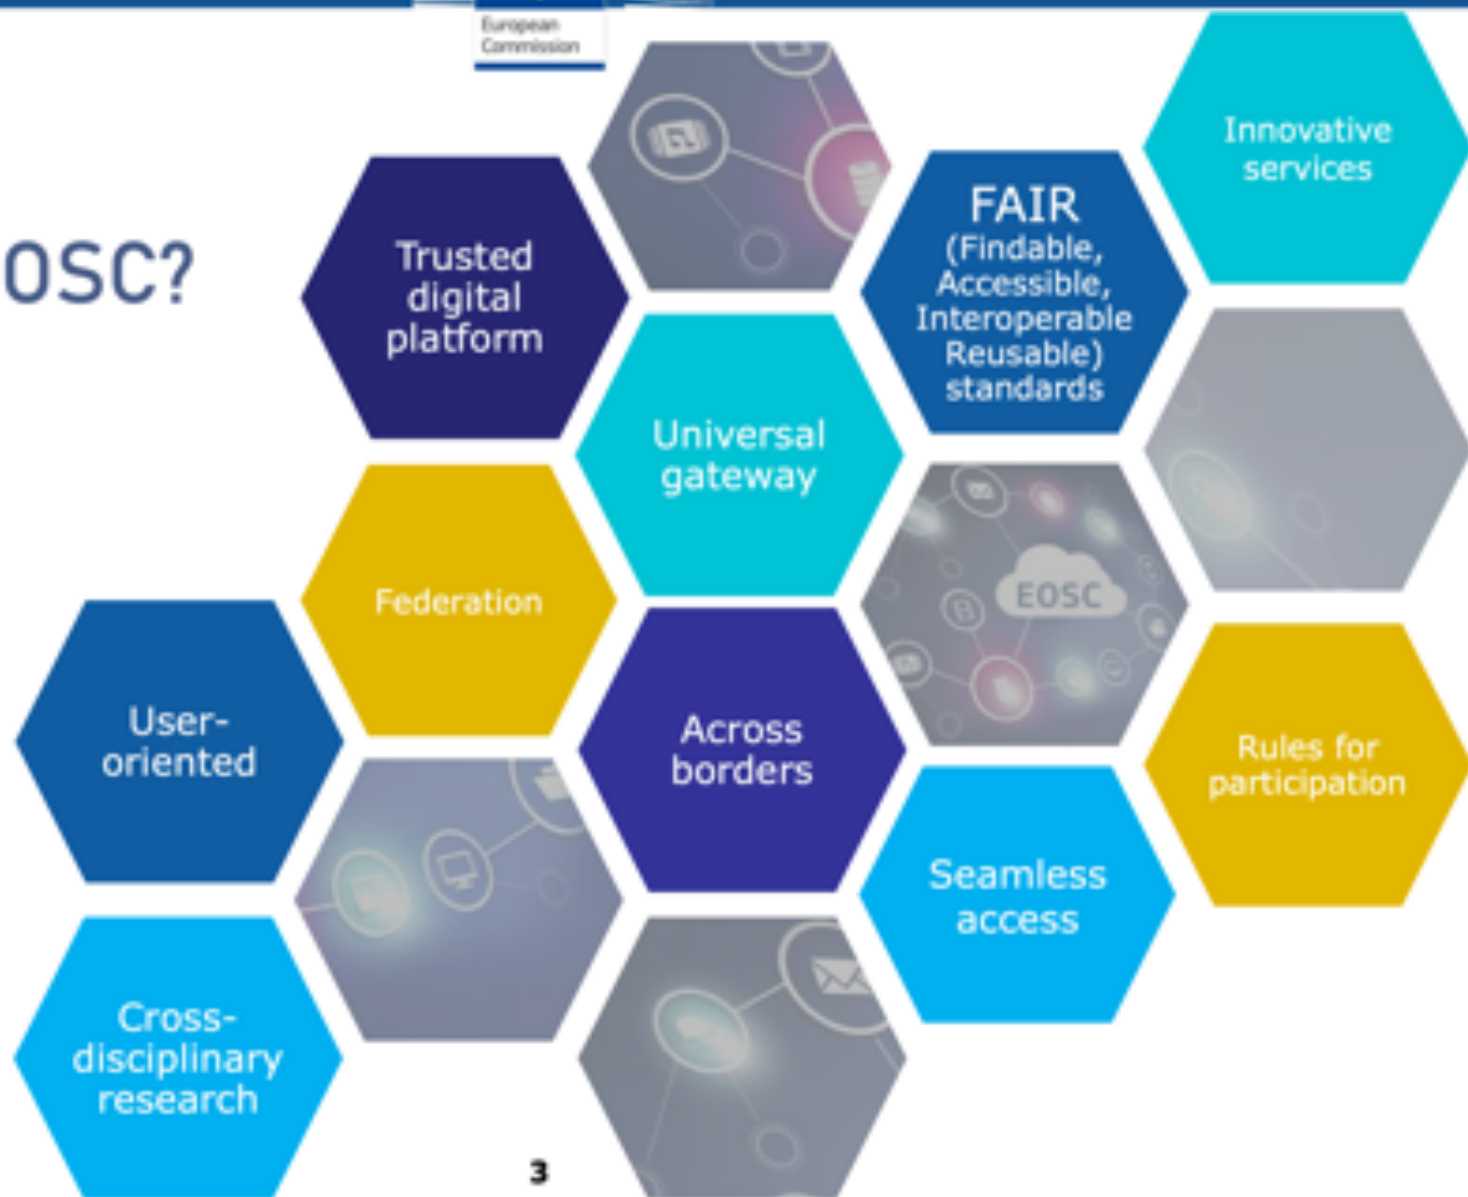 European
Commission
OSC?
Trusted
digital
platform
FAIR
(Findable,
Accessible,
Interoperable
Reusable)
standards
Innovative
services
Universal
gateway
Federation
EOSC
User-
oriented
Across
borders
Rules for
participation
Seamless
access
Cross-
disciplinary
research
3